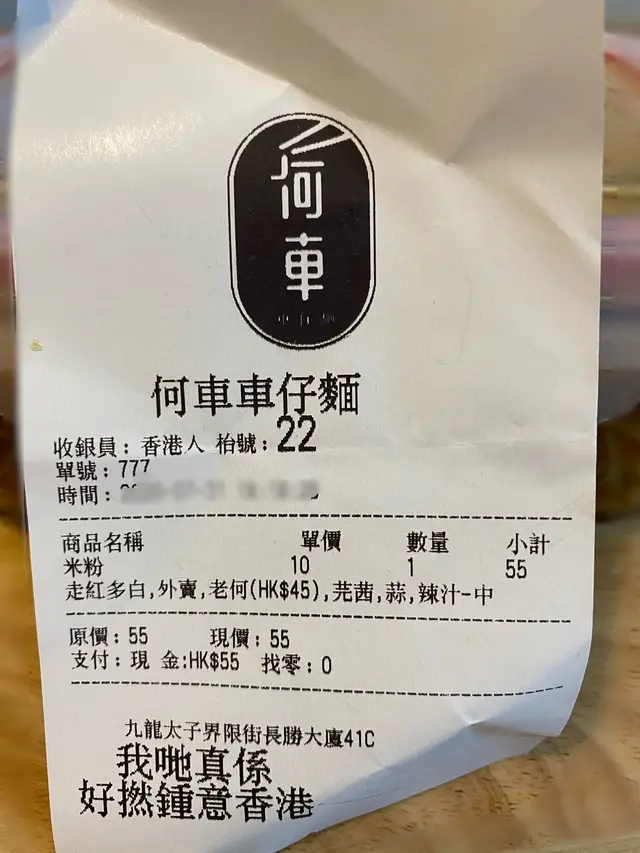 何
車
何車車仔麵
收銀員: 香港人 枱號: 22
單號: 777
時間:
商品名稱 單價 數量 小計
米粉 10 1 55
走紅多白,外賣,老何(HK$45),芫茜,蒜,辣汁-中
原價: 55 現價: 55
支付: 現 金:HK$55 找零: 0
九龍太子界限街長勝大廈41C
我哋真係
好撚鍾意香港